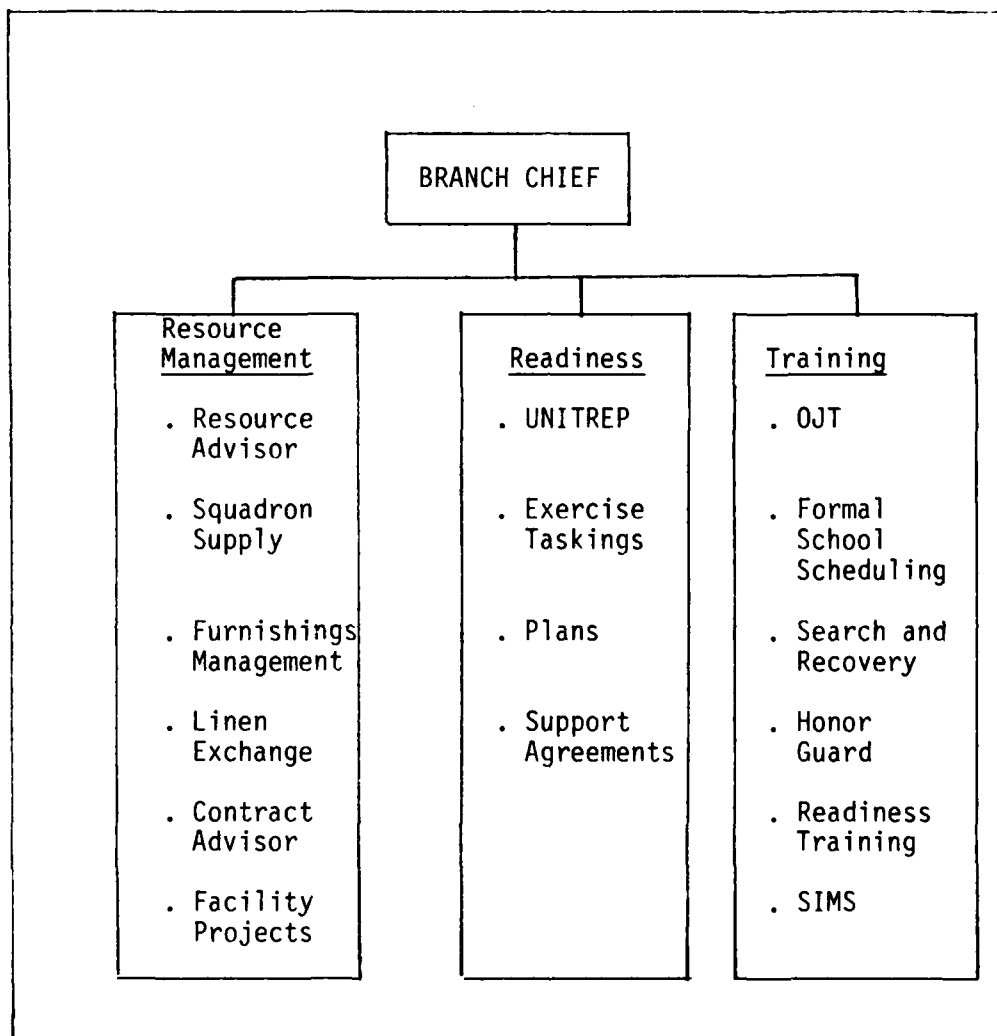 BRANCH CHIEF
Resource
Management
. Resource
Advisor
. Squadron
Supply
. Furnishings
Management
. Linen
Exchange
. Contract
Advisor
. Facility
Projects
Readiness
. UNITREP
. Exercise
Taskings
. Plans
. Support
Agreements
Training
. OJT
. Formal
School
Scheduling
. Search and
Recovery
. Honor
Guard
. Readiness
Training
. SIMS